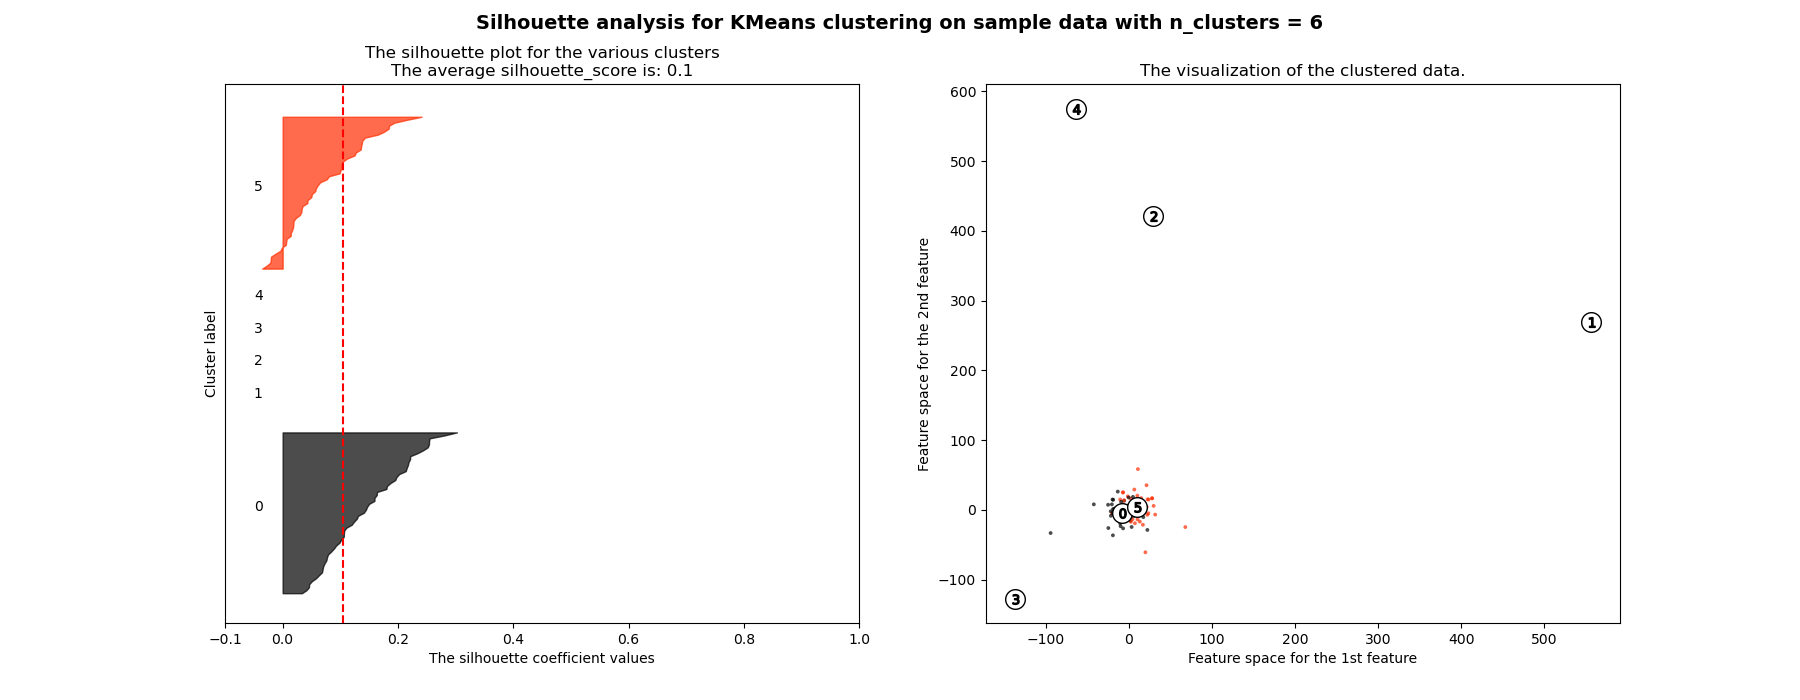 Silhouette analysis for KMeans clustering on sample data with n_clusters = 6
The silhouette plot for the various clusters
The average silhouette_score is: 0.1
5
4
3
2
1
0
Cluster label
−0.1 0.0 0.2 0.4 0.6 0.8 1.0
The silhouette coefficient values
The visualization of the clustered data.
600
500
400
300
200
100
0
−100
Feature space for the 2nd feature
4
2
1
0 5
3
−100 0 100 200 300 400 500
Feature space for the 1st feature